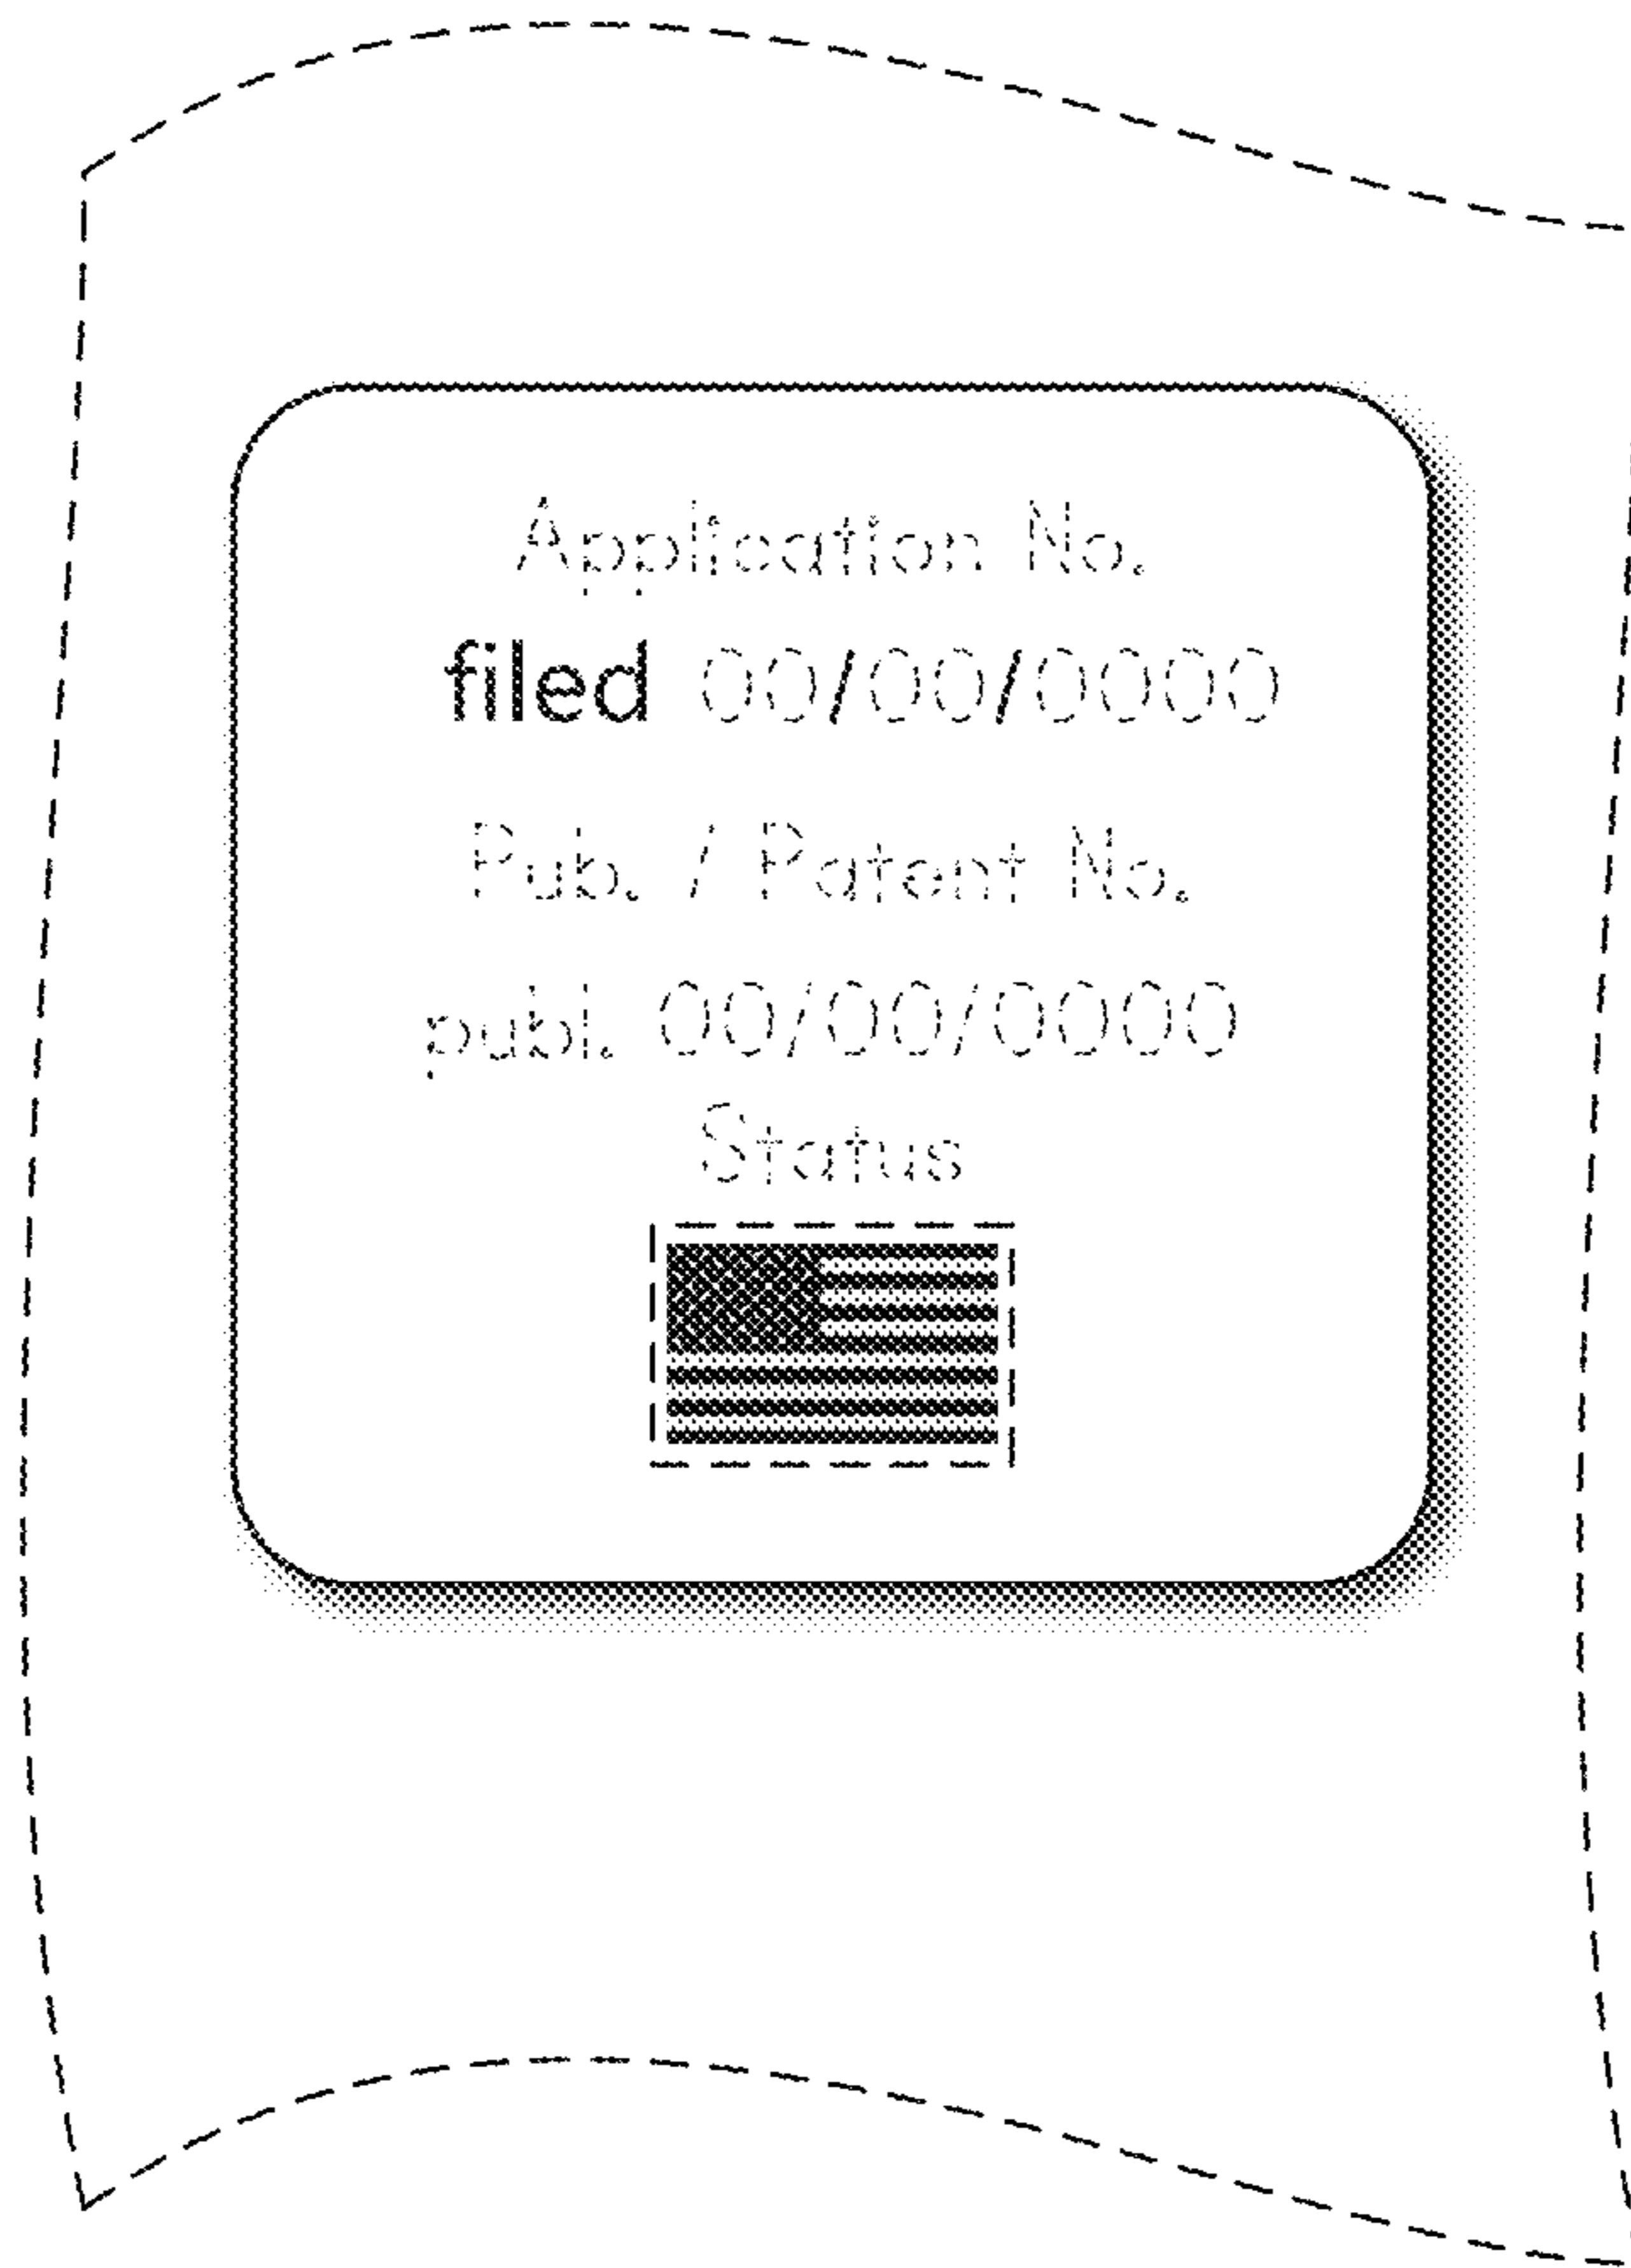 Application No.
filed 00/00/0000
Pub. / Patent No.
publ. 00/00/0000
Status